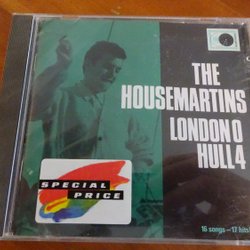 THE
HOUSEMARTINS
LONDON 0
HULL 4
SPECIAL
PRICE
16 songs–17 hits